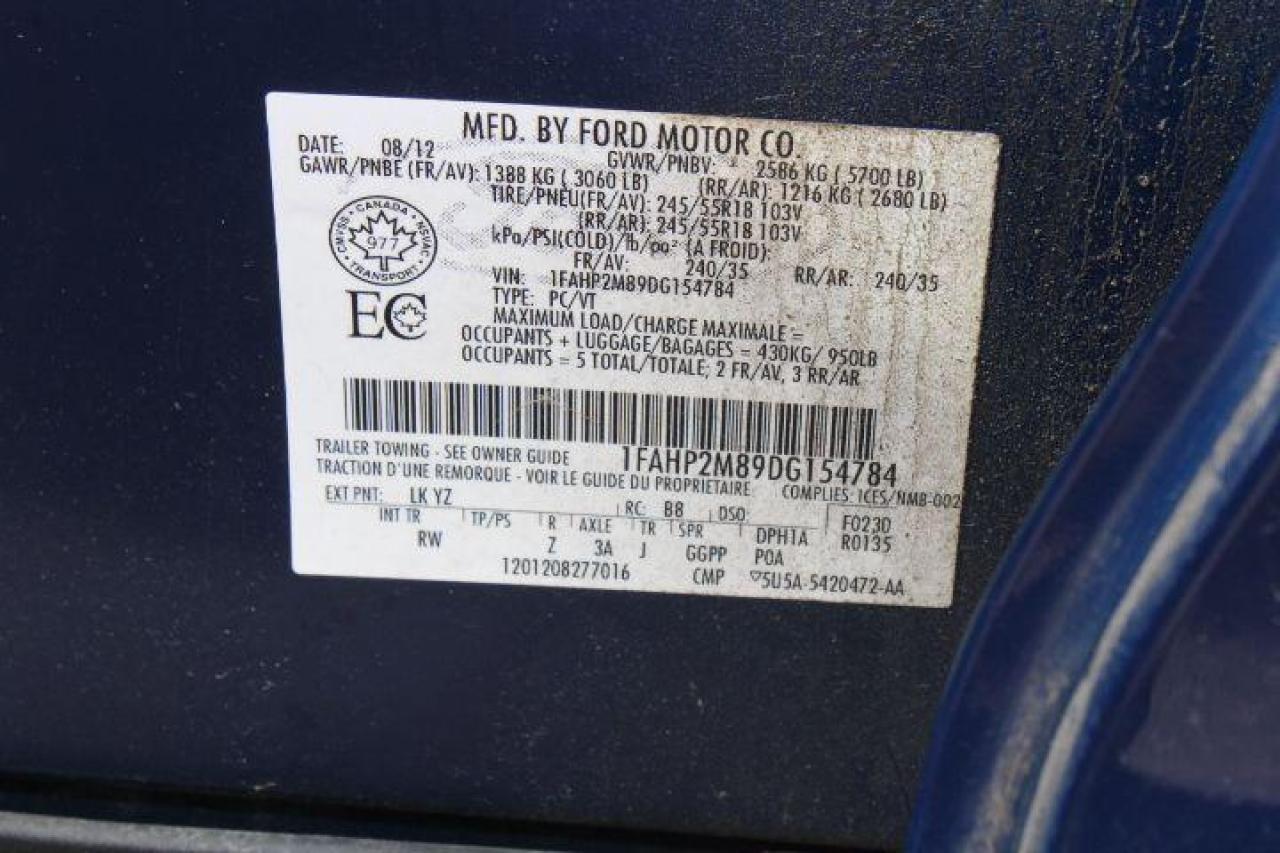 MFD. BY FORD MOTOR CO.
DATE: 08/12 GVWR/PNBV: 2586 KG ( 5700 LB)
GAWR/PNBE (FR/AV): 1388 KG ( 3060 LB) (RR/AR): 1216 KG ( 2680 LB)
TIRE/PNEU(FR/AV): 245/55R18 103V
(RR/AR): 245/55R18 103V
kPa/PSI(COLD)/lb/po² (A FROID):
FR/AV: 240/35 RR/AR: 240/35
VIN: 1FAHP2M89DG154784
TYPE: PC/VT
MAXIMUM LOAD/CHARGE MAXIMALE =
OCCUPANTS + LUGGAGE/BAGAGES = 430KG/ 950LB
OCCUPANTS = 5 TOTAL/TOTALE; 2 FR/AV, 3 RR/AR
CANADA
CMVSS 977 NSVAC
TRANSPORT
EC
TRAILER TOWING - SEE OWNER GUIDE 1FAHP2M89DG154784
TRACTION D'UNE REMORQUE - VOIR LE GUIDE DU PROPRIETAIRE COMPLIES: ICES/NMB-002
EXT PNT: LK YZ RC: B8 DSO F0230
INT TR TP/PS R AXLE TR SPR DPH1A R0135
RW Z 3A J GGPP POA
1201208277016 CMP ▽5U5A-5420472-AA